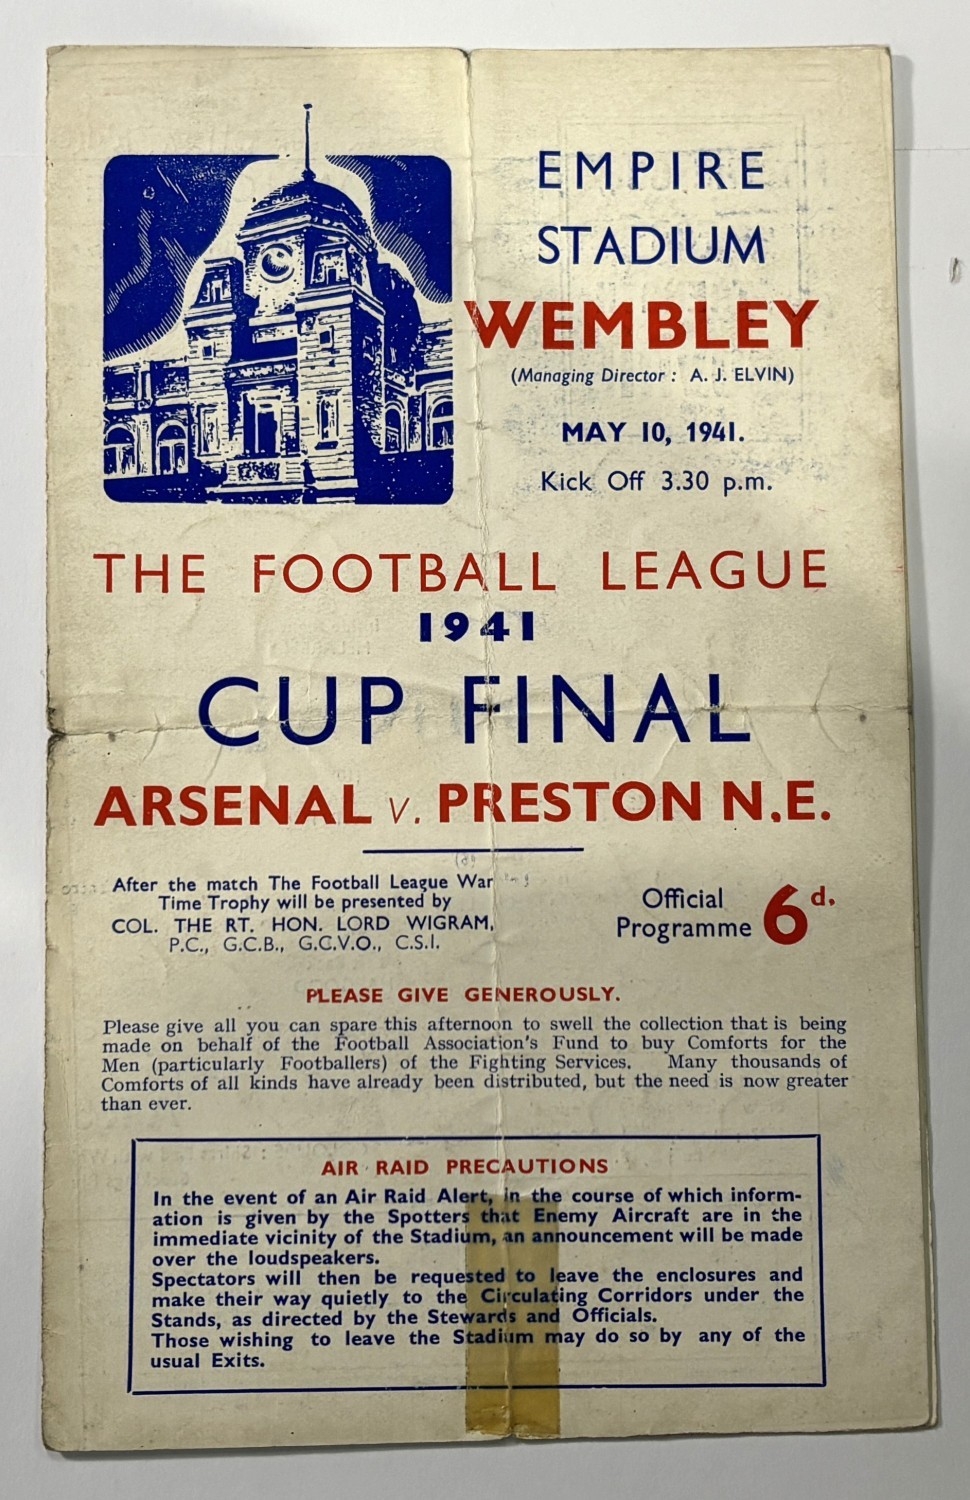 EMPIRE
STADIUM
WEMBLEY
(Managing Director : A. J. ELVIN)
MAY 10, 1941.
Kick Off 3.30 p.m.
THE FOOTBALL LEAGUE
1941
CUP FINAL
ARSENAL v. PRESTON N.E.
After the match The Football League War
Time Trophy will be presented by
COL. THE RT. HON. LORD WIGRAM,
P.C., G.C.B., G.C.V.O., C.S.I.
Official
Programme 6d.
PLEASE GIVE GENEROUSLY.
Please give all you can spare this afternoon to swell the collection that is being
made on behalf of the Football Association's Fund to buy Comforts for the
Men (particularly Footballers) of the Fighting Services. Many thousands of
Comforts of all kinds have already been distributed, but the need is now greater
than ever.
AIR RAID PRECAUTIONS
In the event of an Air Raid Alert, in the course of which inform-
ation is given by the Spotters that Enemy Aircraft are in the
immediate vicinity of the Stadium, an announcement will be made
over the loudspeakers.
Spectators will then be requested to leave the enclosures and
make their way quietly to the Circulating Corridors under the
Stands, as directed by the Stewards and Officials.
Those wishing to leave the Stadium may do so by any of the
usual Exits.